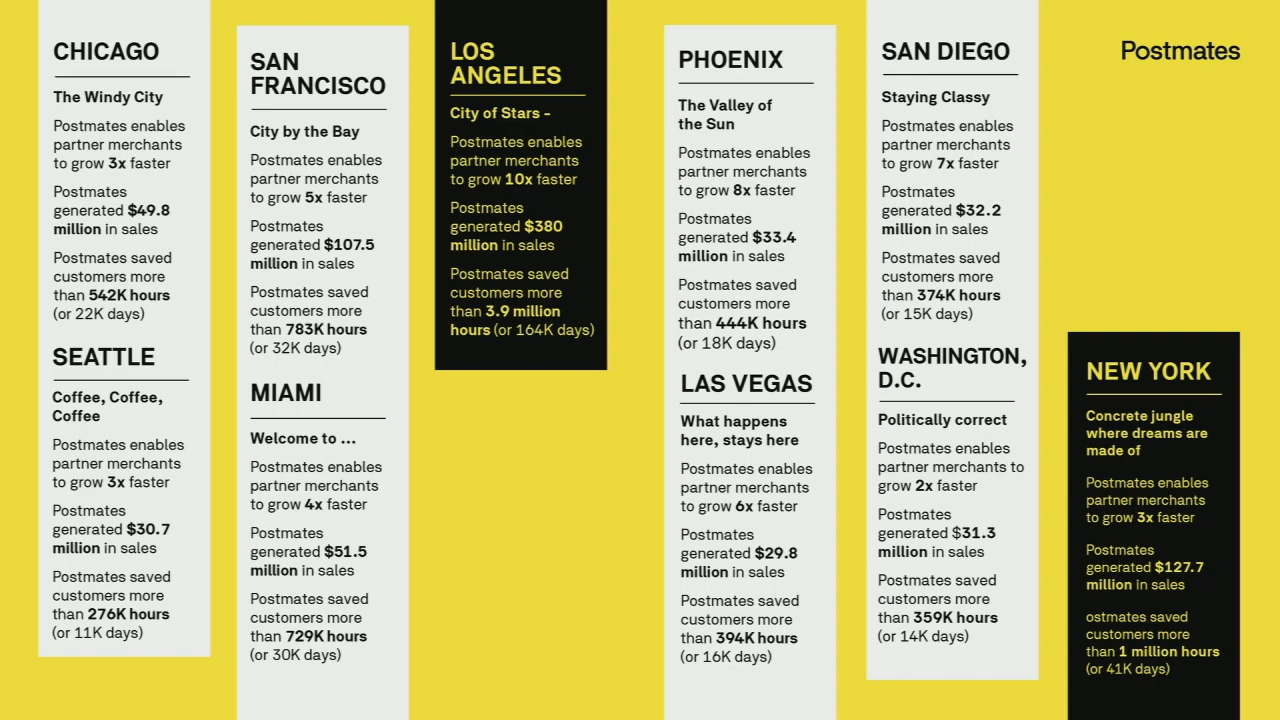 CHICAGO
The Windy City
Postmates enables
partner merchants
to grow 3x faster
Postmates
generated $49.8
million in sales
Postmates saved
customers more
than 542K hours
(or 22K days)
SEATTLE
Coffee, Coffee,
Coffee
Postmates enables
partner merchants
to grow 3x faster
Postmates
generated $30.7
million in sales
Postmates saved
customers more
than 276K hours
(or 11K days)
SAN
FRANCISCO
City by the Bay
Postmates enables
partner merchants
to grow 5x faster
Postmates
generated $107.5
million in sales
Postmates saved
customers more
than 783K hours
(or 32K days)
MIAMI
Welcome to ...
Postmates enables
partner merchants
to grow 4x faster
Postmates
generated $51.5
million in sales
Postmates saved
customers more
than 729K hours
(or 30K days)
LOS
ANGELES
City of Stars -
Postmates enables
partner merchants
to grow 10x faster
Postmates
generated $380
million in sales
Postmates saved
customers more
than 3.9 million
hours (or 164K days)
PHOENIX
The Valley of
the Sun
Postmates enables
partner merchants
to grow 8x faster
Postmates
generated $33.4
million in sales
Postmates saved
customers more
than 444K hours
(or 18K days)
LAS VEGAS
What happens
here, stays here
Postmates enables
partner merchants
to grow 6x faster
Postmates
generated $29.8
million in sales
Postmates saved
customers more
than 394K hours
(or 16K days)
SAN DIEGO
Staying Classy
Postmates enables
partner merchants
to grow 7x faster
Postmates
generated $32.2
million in sales
Postmates saved
customers more
than 374K hours
(or 15K days)
WASHINGTON,
D.C.
Politically correct
Postmates enables
partner merchants to
grow 2x faster
Postmates
generated $31.3
million in sales
Postmates saved
customers more
than 359K hours
(or 14K days)
Postmates
NEW YORK
Concrete jungle
where dreams are
made of
Postmates enables
partner merchants
to grow 3x faster
Postmates
generated $127.7
million in sales
ostmates saved
customers more
than 1 million hours
(or 41K days)